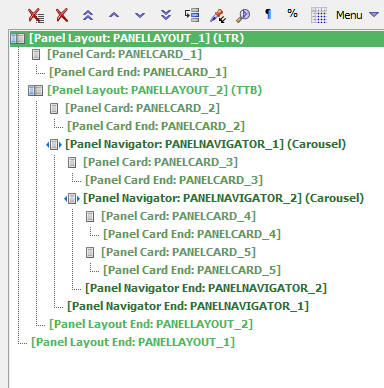 ¶ % Menu
[Panel Layout: PANELLAYOUT_1] (LTR)
[Panel Card: PANELCARD_1]
[Panel Card End: PANELCARD_1]
[Panel Layout: PANELLAYOUT_2] (TTB)
[Panel Card: PANELCARD_2]
[Panel Card End: PANELCARD_2]
[Panel Navigator: PANELNAVIGATOR_1] (Carousel)
[Panel Card: PANELCARD_3]
[Panel Card End: PANELCARD_3]
[Panel Navigator: PANELNAVIGATOR_2] (Carousel)
[Panel Card: PANELCARD_4]
[Panel Card End: PANELCARD_4]
[Panel Card: PANELCARD_5]
[Panel Card End: PANELCARD_5]
[Panel Navigator End: PANELNAVIGATOR_2]
[Panel Navigator End: PANELNAVIGATOR_1]
[Panel Layout End: PANELLAYOUT_2]
[Panel Layout End: PANELLAYOUT_1]